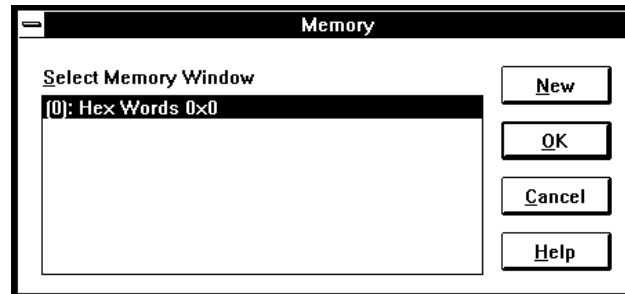 Memory
Select Memory Window
(0): Hex Words 0x0
New
OK
Cancel
Help